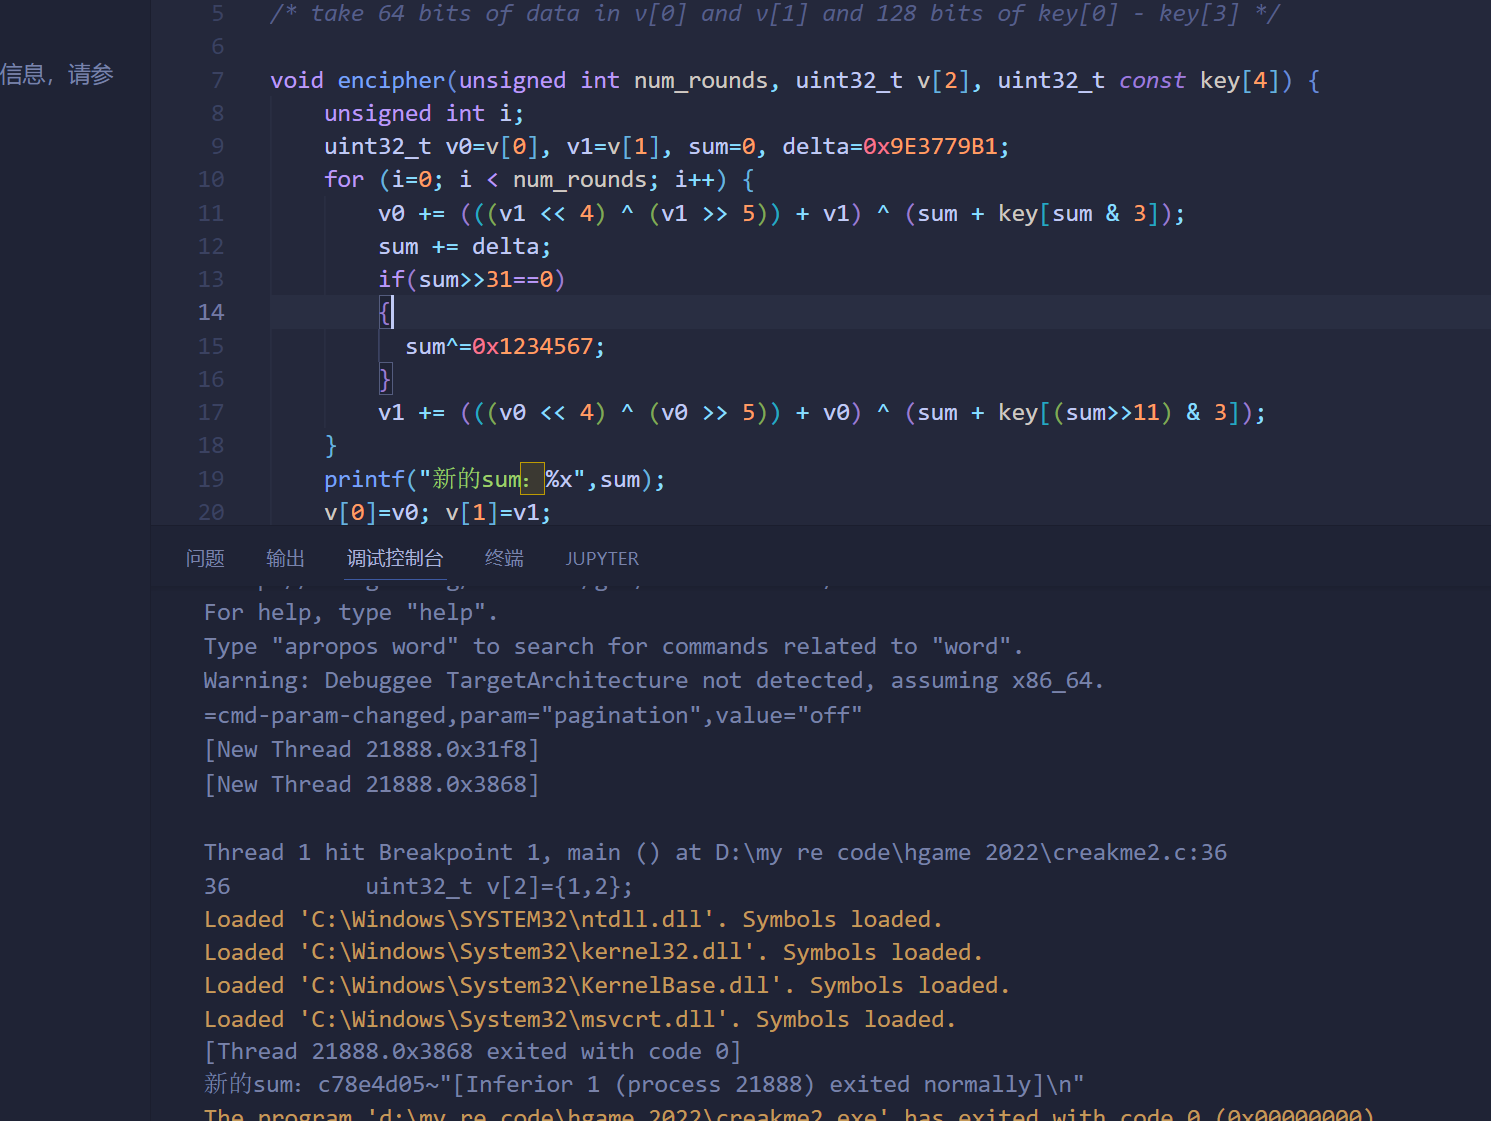 5 /* take 64 bits of data in v[0] and v[1] and 128 bits of key[0] - key[3] */
6
信息，请参
7 void encipher(unsigned int num_rounds, uint32_t v[2], uint32_t const key[4]) {
8 unsigned int i;
9 uint32_t v0=v[0], v1=v[1], sum=0, delta=0x9E3779B1;
10 for (i=0; i < num_rounds; i++) {
11 v0 += (((v1 << 4) ^ (v1 >> 5)) + v1) ^ (sum + key[sum & 3]);
12 sum += delta;
13 if(sum>>31==0)
14 {
15 sum^=0x1234567;
16 }
17 v1 += (((v0 << 4) ^ (v0 >> 5)) + v0) ^ (sum + key[(sum>>11) & 3]);
18 }
19 printf("新的sum：%x",sum);
20 v[0]=v0; v[1]=v1;
问题 输出 调试控制台 终端 JUPYTER
For help, type "help".
Type "apropos word" to search for commands related to "word".
Warning: Debuggee TargetArchitecture not detected, assuming x86_64.
=cmd-param-changed,param="pagination",value="off"
[New Thread 21888.0x31f8]
[New Thread 21888.0x3868]
Thread 1 hit Breakpoint 1, main () at D:\my re code\hgame 2022\creakme2.c:36
36 uint32_t v[2]={1,2};
Loaded 'C:\Windows\SYSTEM32\ntdll.dll'. Symbols loaded.
Loaded 'C:\Windows\System32\kernel32.dll'. Symbols loaded.
Loaded 'C:\Windows\System32\KernelBase.dll'. Symbols loaded.
Loaded 'C:\Windows\System32\msvcrt.dll'. Symbols loaded.
[Thread 21888.0x3868 exited with code 0]
新的sum：c78e4d05~"[Inferior 1 (process 21888) exited normally]\n"
The program 'd:\my re code\hgame 2022\creakme2.exe' has exited with code 0 (0x00000000).